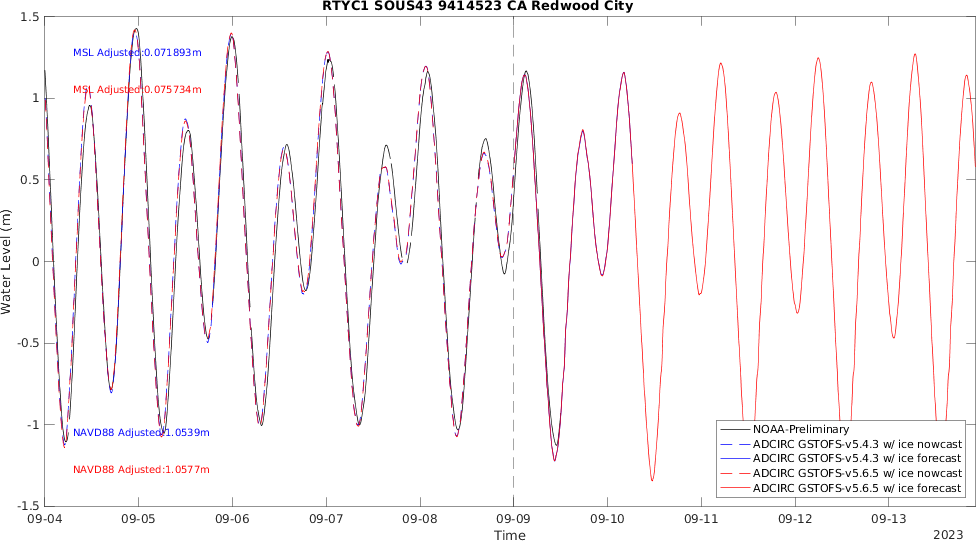 RTYC1 SOUS43 9414523 CA Redwood City
1.5
1
0.5
0
-0.5
-1
-1.5
Water Level (m)
MSL Adjusted:0.071893m
MSL Adjusted:0.075734m
NAVD88 Adjusted:1.0539m
NAVD88 Adjusted:1.0577m
NOAA-Preliminary
ADCIRC GSTOFS-v5.4.3 w/ ice nowcast
ADCIRC GSTOFS-v5.4.3 w/ ice forecast
ADCIRC GSTOFS-v5.6.5 w/ ice nowcast
ADCIRC GSTOFS-v5.6.5 w/ ice forecast
09-04 09-05 09-06 09-07 09-08 09-09 09-10 09-11 09-12 09-13
Time
2023